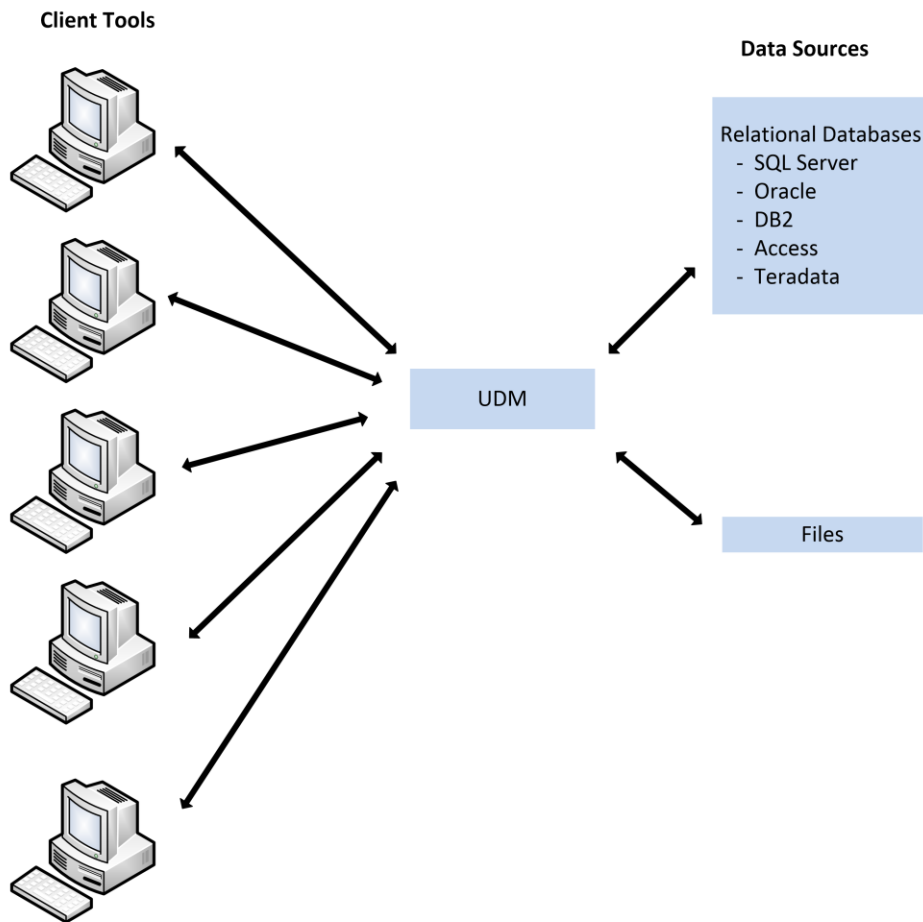 Client Tools
Data Sources
Relational Databases
- SQL Server
- Oracle
- DB2
- Access
- Teradata
UDM
Files